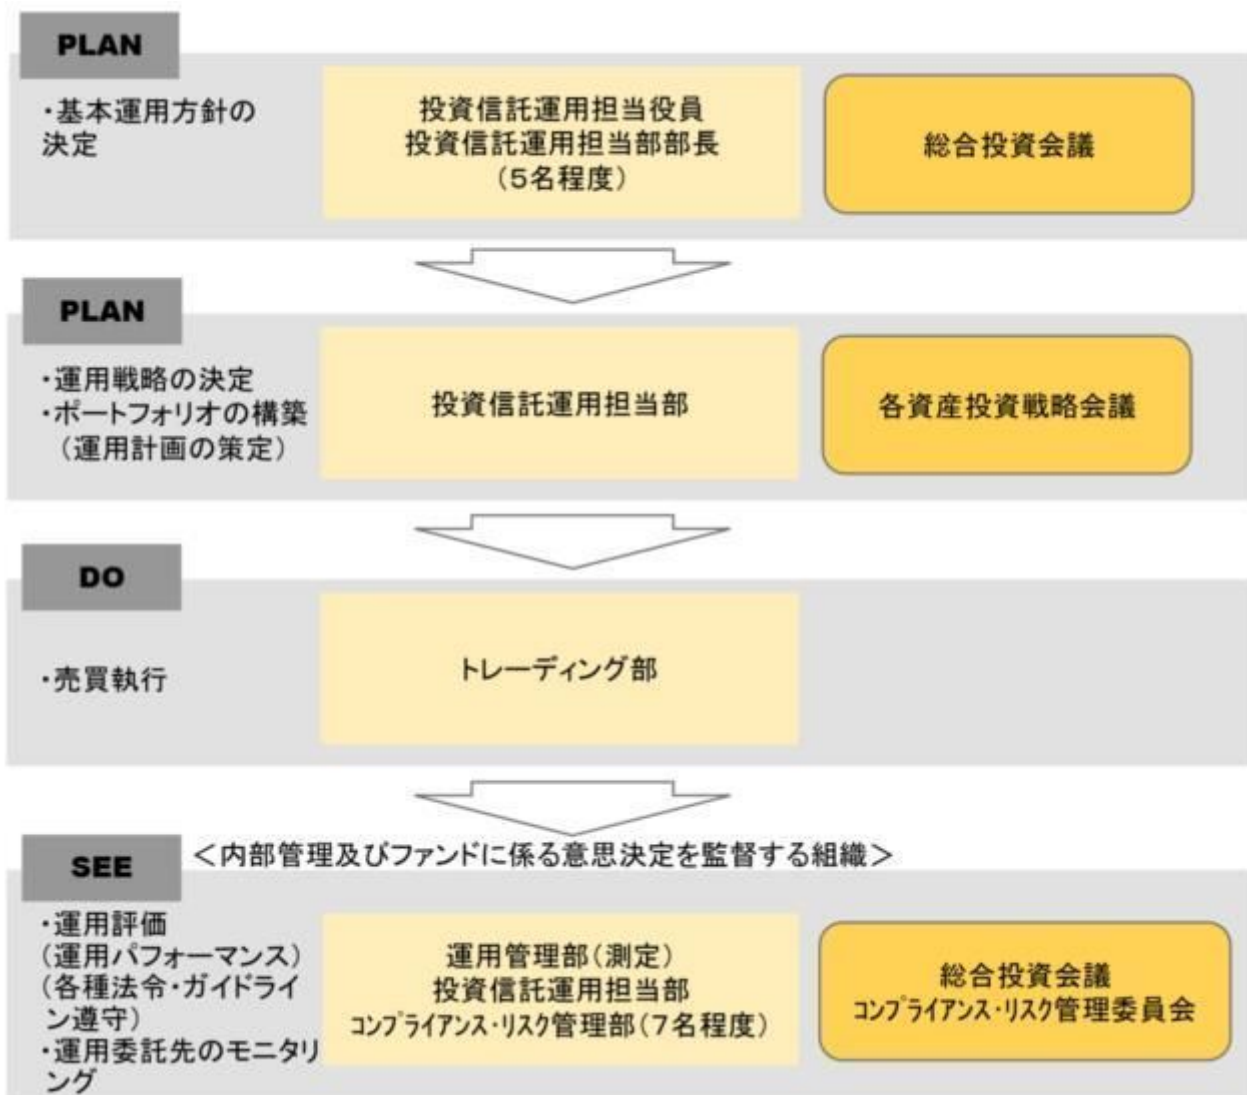 PLAN
・基本運用方針の
決定
投資信託運用担当役員
投資信託運用担当部部長
（５名程度）
総合投資会議
PLAN
・運用戦略の決定
・ポートフォリオの構築
（運用計画の策定）
投資信託運用担当部
各資産投資戦略会議
DO
・売買執行
トレーディング部
SEE
＜内部管理及びファンドに係る意思決定を監督する組織＞
・運用評価
(運用パフォーマンス)
(各種法令・ガイドライ
ン遵守)
・運用委託先のモニタリ
ング
運用管理部(測定)
投資信託運用担当部
ｺﾝﾌﾟﾗｲｱﾝｽ・ﾘｽｸ管理部(７名程度)
総合投資会議
ｺﾝﾌﾟﾗｲｱﾝｽ・ﾘｽｸ管理委員会